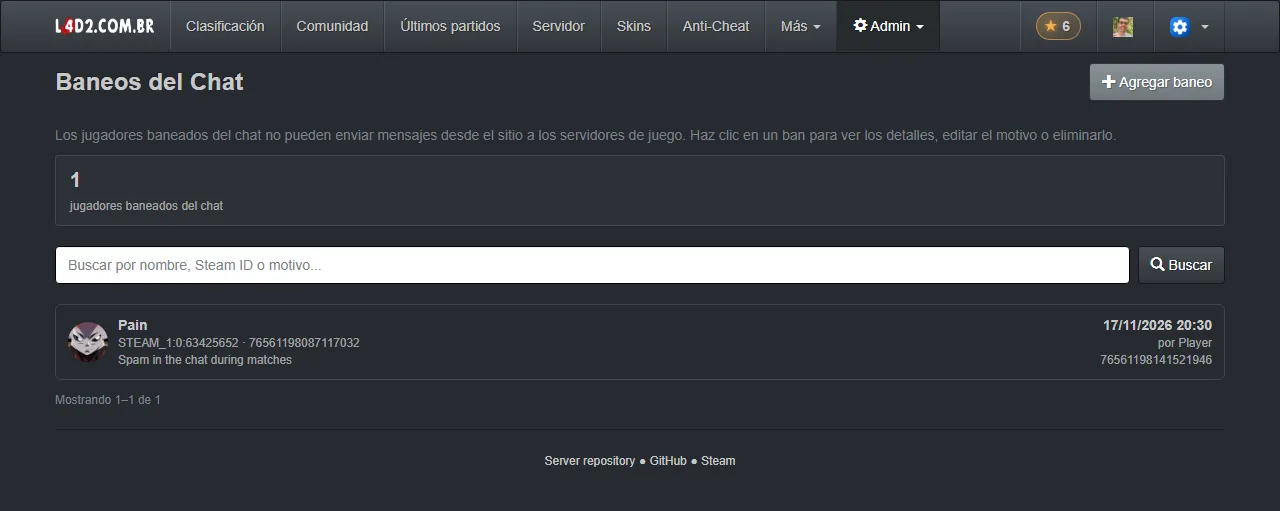 L4D2.COM.BR Clasificación Comunidad Últimos partidos Servidor Skins Anti-Cheat Más Admin 6
Baneos del Chat
Agregar baneo
Los jugadores baneados del chat no pueden enviar mensajes desde el sitio a los servidores de juego. Haz clic en un ban para ver los detalles, editar el motivo o eliminarlo.
1
jugadores baneados del chat
Buscar por nombre, Steam ID o motivo...
Buscar
Pain
STEAM_1:0:63425652 · 76561198087117032
Spam in the chat during matches
17/11/2026 20:30
por Player
76561198141521946
Mostrando 1–1 de 1
Server repository ● GitHub ● Steam